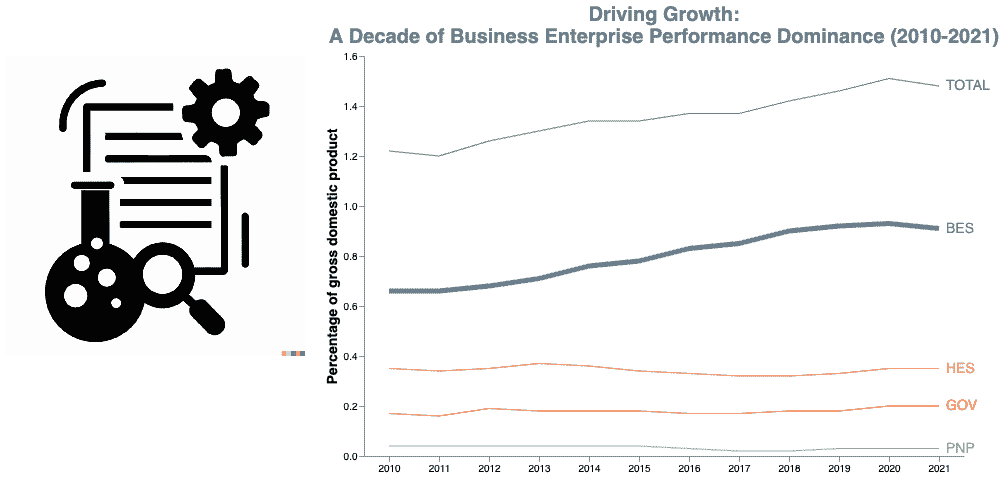 Driving Growth:
A Decade of Business Enterprise Performance Dominance (2010-2021)
Percentage of gross domestic product
1.6
1.4
1.2
1.0
0.8
0.6
0.4
0.2
0.0
2010 2011 2012 2013 2014 2015 2016 2017 2018 2019 2020 2021
TOTAL
BES
HES
GOV
PNP